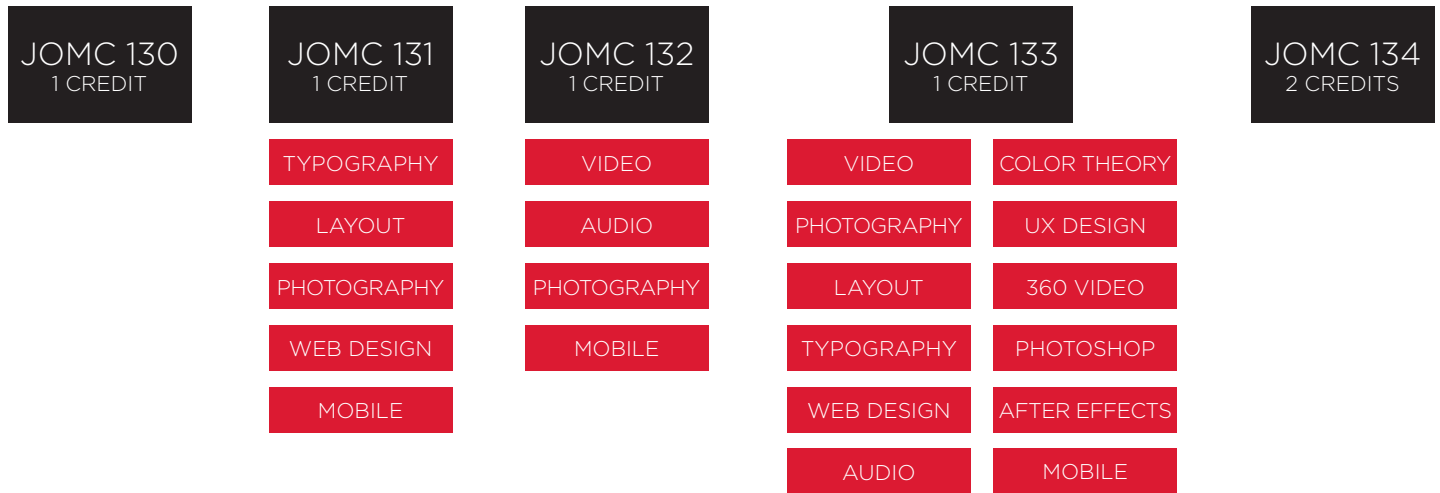 JOMC 130
1 CREDIT
JOMC 131
1 CREDIT
TYPOGRAPHY
LAYOUT
PHOTOGRAPHY
WEB DESIGN
MOBILE
JOMC 132
1 CREDIT
VIDEO
AUDIO
PHOTOGRAPHY
MOBILE
JOMC 133
1 CREDIT
VIDEO
PHOTOGRAPHY
LAYOUT
TYPOGRAPHY
WEB DESIGN
AUDIO
COLOR THEORY
UX DESIGN
360 VIDEO
PHOTOSHOP
AFTER EFFECTS
MOBILE
JOMC 134
2 CREDITS